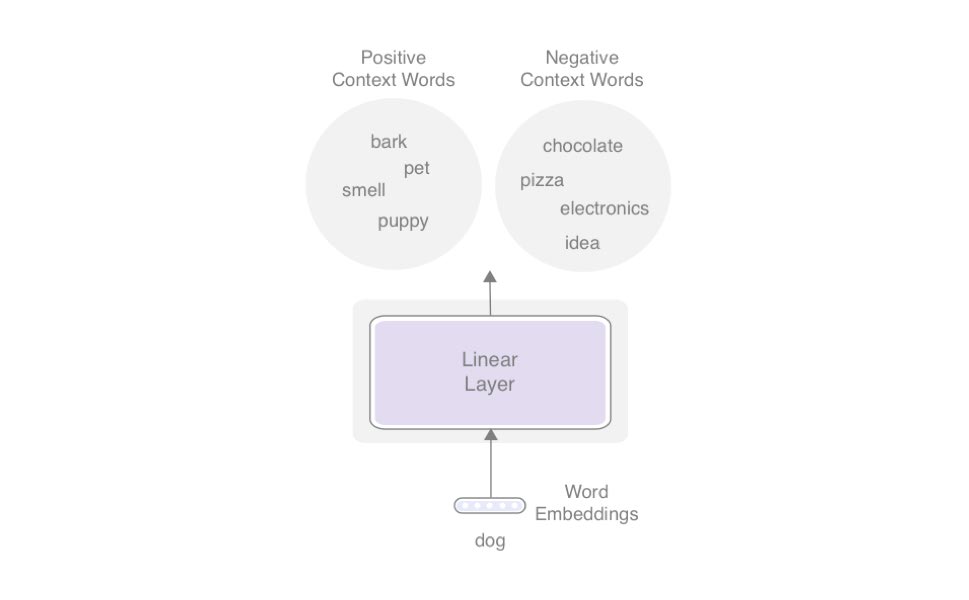 Positive
Context Words
Negative
Context Words
bark
pet
smell
puppy
chocolate
pizza
electronics
idea
Linear
Layer
Word
Embeddings
dog